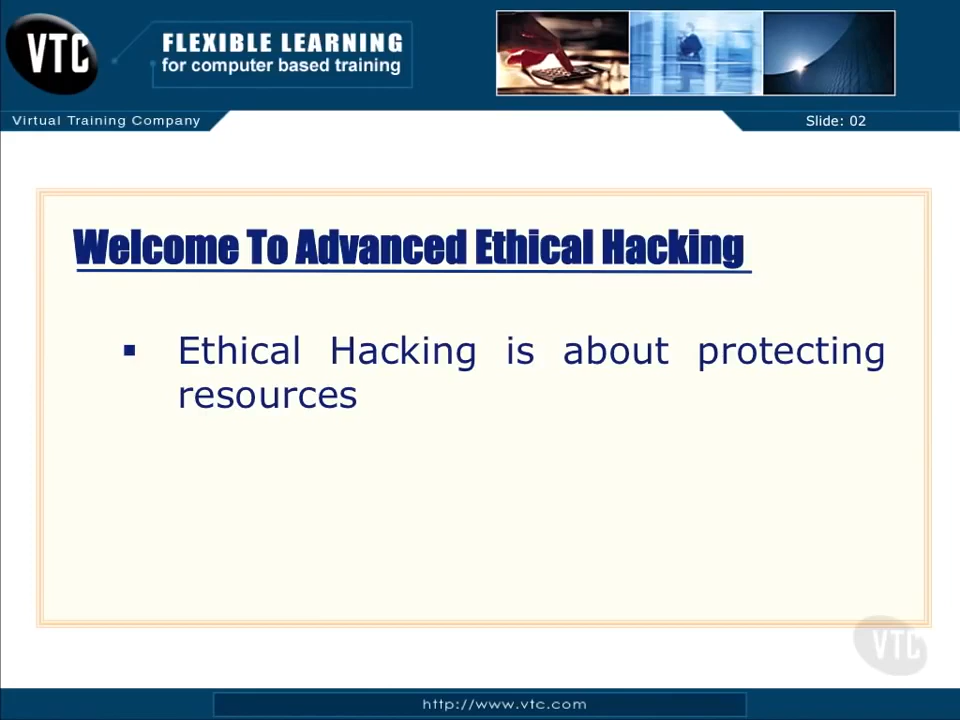 VTC
FLEXIBLE LEARNING
for computer based training
Virtual Training Company
Slide: 02
Welcome To Advanced Ethical Hacking
▪ Ethical Hacking is about protecting
resources
VTC
http://www.vtc.com